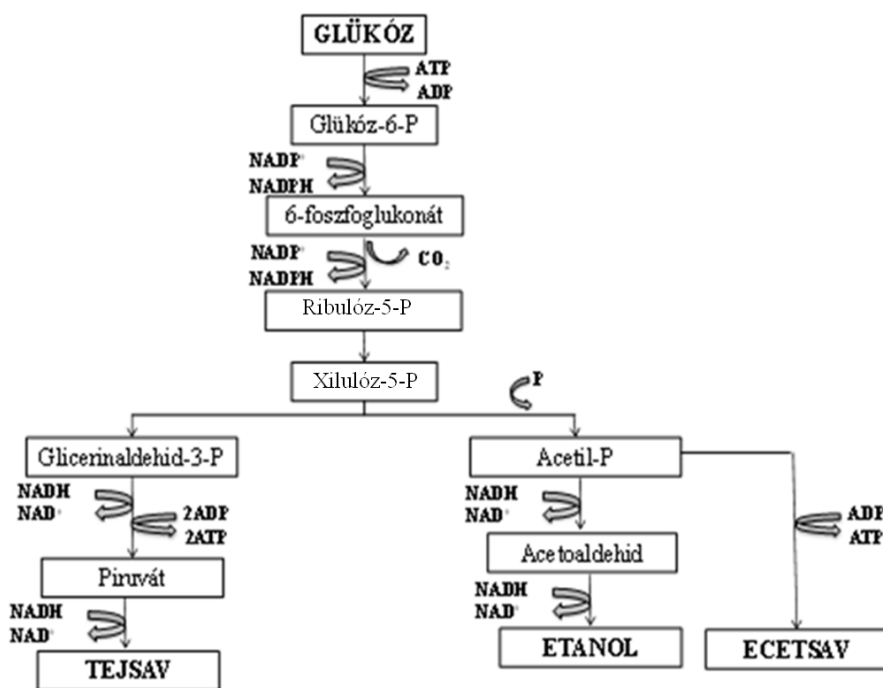 GLÜKÓZ
ATP
ADP
Glükóz-6-P
NADP⁺
NADPH
6-foszfoglukonát
NADP⁺
NADPH
CO₂
Ribulóz-5-P
Xilulóz-5-P
P
Glicerinaldehid-3-P
Acetil-P
NADH
NAD⁺
2ADP
2ATP
NADH
NAD⁺
ADP
ATP
Piruvát
Acetoaldehid
NADH
NAD⁺
NADH
NAD⁺
TEJSAV
ETANOL
ECETSAV